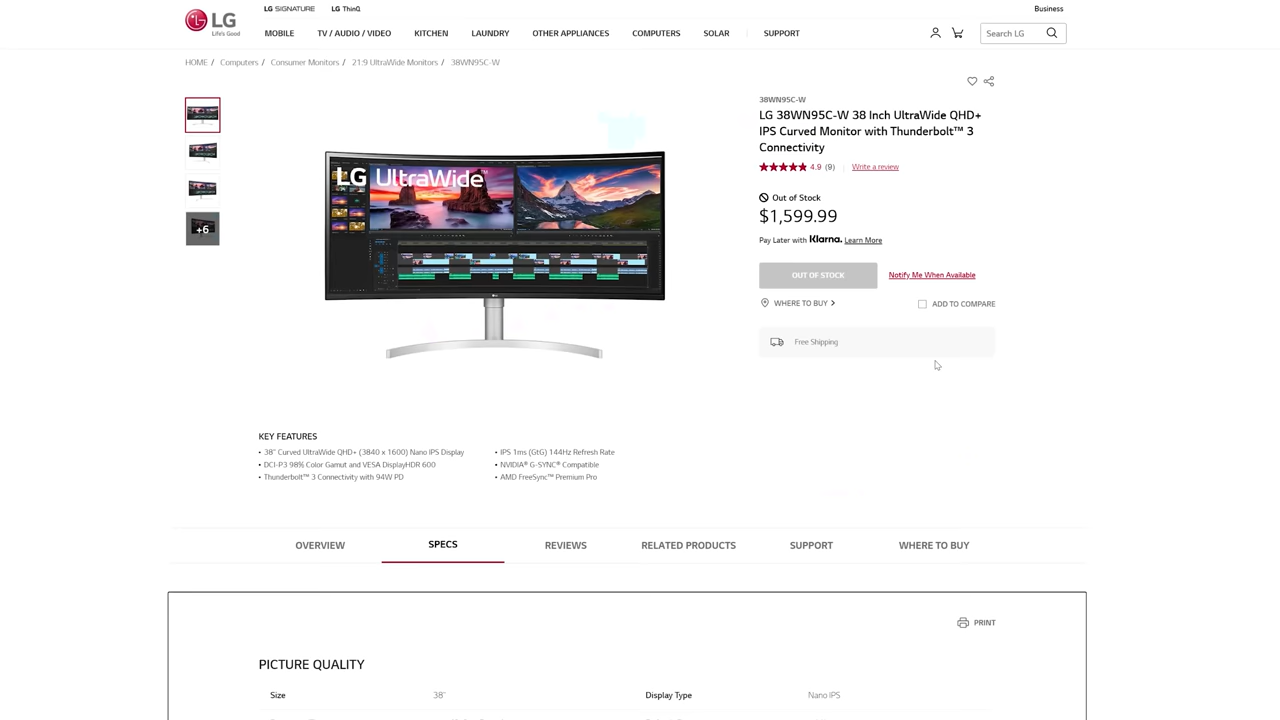 LG SIGNATURE LG ThinQ Business
LG
Life's Good
MOBILE TV / AUDIO / VIDEO KITCHEN LAUNDRY OTHER APPLIANCES COMPUTERS SOLAR SUPPORT Search LG
HOME / Computers / Consumer Monitors / 21:9 UltraWide Monitors / 38WN95C-W
+6
LG UltraWide™
38WN95C-W
LG 38WN95C-W 38 Inch UltraWide QHD+
IPS Curved Monitor with Thunderbolt™ 3
Connectivity
4.9 (9) Write a review
Out of Stock
$1,599.99
Pay Later with Klarna. Learn More
OUT OF STOCK Notify Me When Available
WHERE TO BUY ADD TO COMPARE
Free Shipping
KEY FEATURES
• 38" Curved UltraWide QHD+ (3840 x 1600) Nano IPS Display
• DCI-P3 98% Color Gamut and VESA DisplayHDR 600
• Thunderbolt™ 3 Connectivity with 94W PD
• IPS 1ms (GtG) 144Hz Refresh Rate
• NVIDIA® G-SYNC® Compatible
• AMD FreeSync™ Premium Pro
OVERVIEW SPECS REVIEWS RELATED PRODUCTS SUPPORT WHERE TO BUY
PRINT
PICTURE QUALITY
Size 38" Display Type Nano IPS